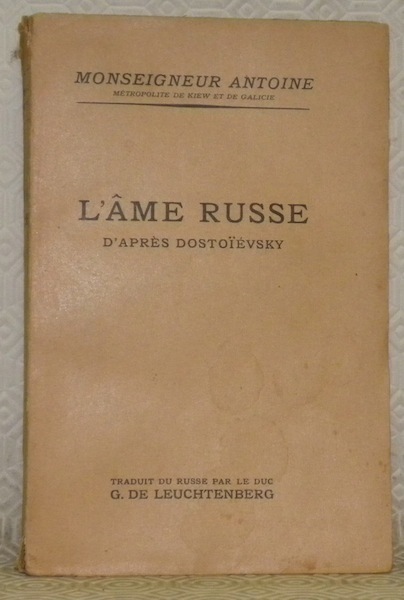 MONSEIGNEUR ANTOINE
MÉTROPOLITE DE KIEW ET DE GALICIE
L'ÂME RUSSE
D'APRÈS DOSTOÏÉVSKY
TRADUIT DU RUSSE PAR LE DUC
G. DE LEUCHTENBERG